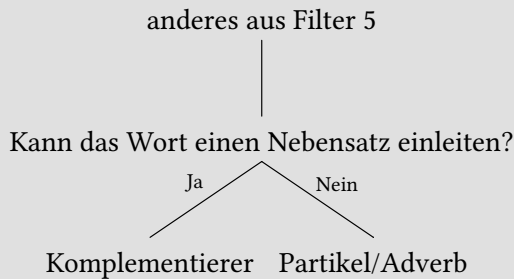 anderes aus Filter 5
Kann das Wort einen Nebensatz einleiten?
Ja
Nein
Komplementierer
Partikel/Adverb